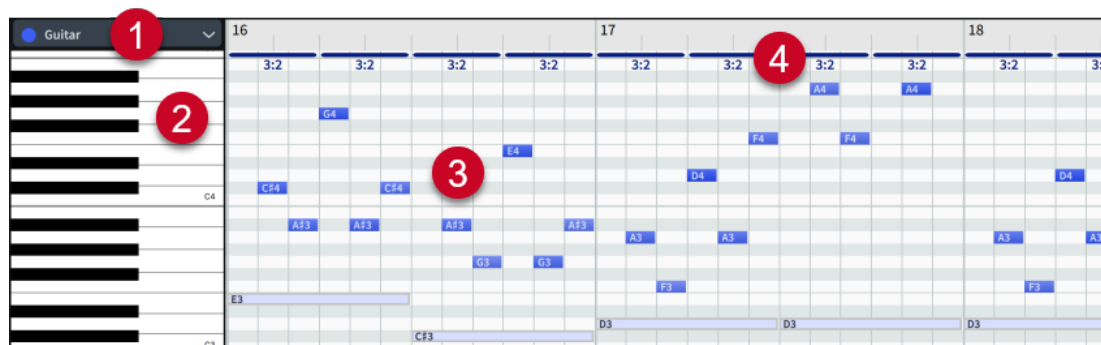 Guitar 1 16 17 18
3:2 3:2 3:2 3:2 3:2 3:2 4 3:2 3:2 3:2
A4 A4
2 G4
F4 F4
E4
3 D4 D4
C♯4 C♯4
C4
A♯3 A♯3 A♯3 A♯3
A3 A3 A3 A3
G3 G3
F3 F3
E3
D3 D3 D3
C♯3
C3